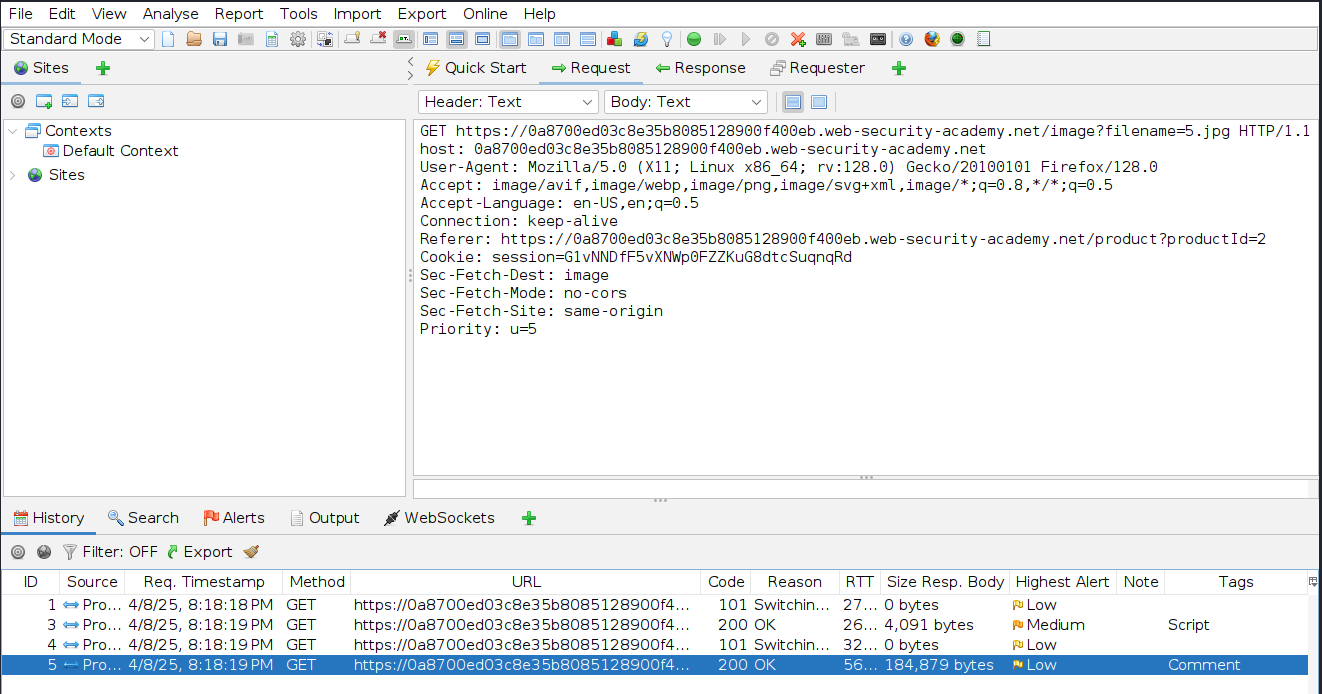 File Edit View Analyse Report Tools Import Export Online Help
Standard Mode
Sites
Quick Start Request Response Requester
Header: Text Body: Text
Contexts
Default Context
Sites
GET https://0a8700ed03c8e35b8085128900f400eb.web-security-academy.net/image?filename=5.jpg HTTP/1.1
host: 0a8700ed03c8e35b8085128900f400eb.web-security-academy.net
User-Agent: Mozilla/5.0 (X11; Linux x86_64; rv:128.0) Gecko/20100101 Firefox/128.0
Accept: image/avif,image/webp,image/png,image/svg+xml,image/*;q=0.8,*/*;q=0.5
Accept-Language: en-US,en;q=0.5
Connection: keep-alive
Referer: https://0a8700ed03c8e35b8085128900f400eb.web-security-academy.net/product?productId=2
Cookie: session=G1vNNDfF5vXNWp0FZZKuG8dtcSuqnqRd
Sec-Fetch-Dest: image
Sec-Fetch-Mode: no-cors
Sec-Fetch-Site: same-origin
Priority: u=5
History Search Alerts Output WebSockets
Filter: OFF Export
ID Source Req. Timestamp Method URL Code Reason RTT Size Resp. Body Highest Alert Note Tags
1 Pro... 4/8/25, 8:18:18 PM GET https://0a8700ed03c8e35b8085128900f4... 101 Switchin... 27... 0 bytes Low
3 Pro... 4/8/25, 8:18:19 PM GET https://0a8700ed03c8e35b8085128900f4... 200 OK 26... 4,091 bytes Medium Script
4 Pro... 4/8/25, 8:18:19 PM GET https://0a8700ed03c8e35b8085128900f4... 101 Switchin... 32... 0 bytes Low
5 Pro... 4/8/25, 8:18:19 PM GET https://0a8700ed03c8e35b8085128900f4... 200 OK 56... 184,879 bytes Low Comment